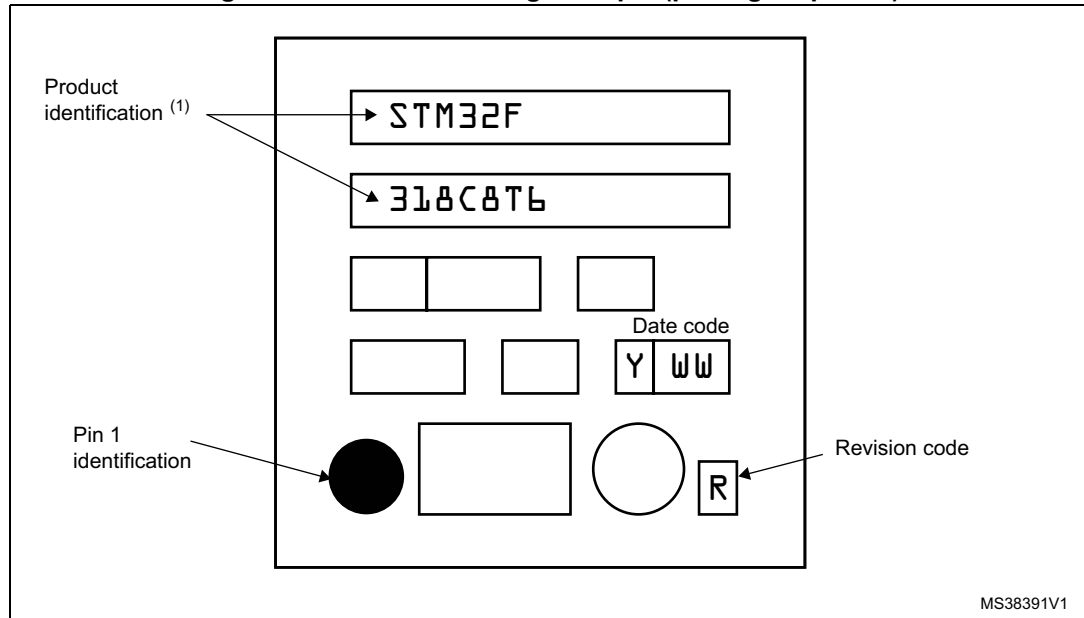 Product
identification (1)
STM32F
318C8T6
Date code
Y WW
Pin 1
identification
R
Revision code
MS38391V1